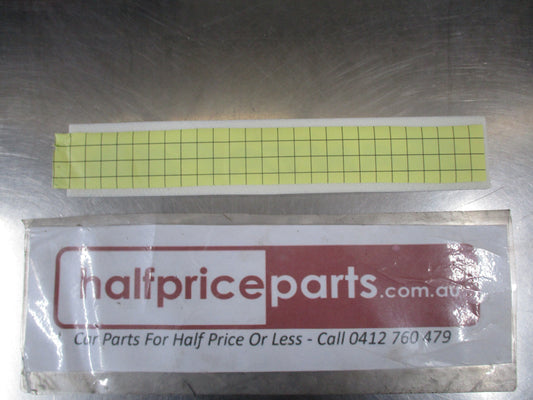 halfpriceparts.com.au
Car Parts For Half Price Or Less - Call 0412 760 479